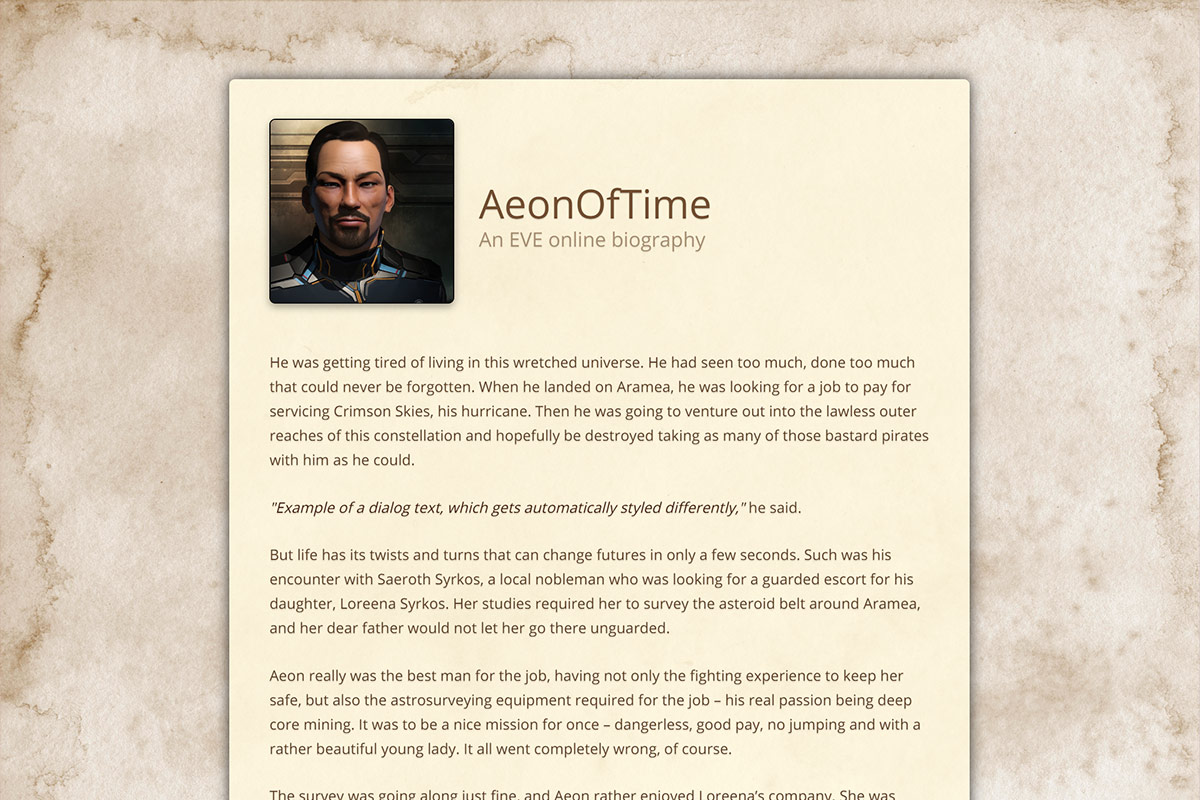 AeonOfTime
An EVE online biography
He was getting tired of living in this wretched universe. He had seen too much, done too much
that could never be forgotten. When he landed on Aramea, he was looking for a job to pay for
servicing Crimson Skies, his hurricane. Then he was going to venture out into the lawless outer
reaches of this constellation and hopefully be destroyed taking as many of those bastard pirates
with him as he could.
"Example of a dialog text, which gets automatically styled differently," he said.
But life has its twists and turns that can change futures in only a few seconds. Such was his
encounter with Saeroth Syrkos, a local nobleman who was looking for a guarded escort for his
daughter, Loreena Syrkos. Her studies required her to survey the asteroid belt around Aramea,
and her dear father would not let her go there unguarded.
Aeon really was the best man for the job, having not only the fighting experience to keep her
safe, but also the astrosurveying equipment required for the job – his real passion being deep
core mining. It was to be a nice mission for once – dangerless, good pay, no jumping and with a
rather beautiful young lady. It all went completely wrong, of course.
The survey was going along just fine, and Aeon rather enjoyed Loreena’s company. She was